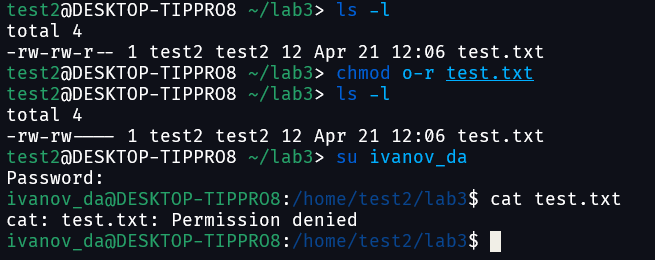 test2@DESKTOP-TIPPRO8 ~/lab3> ls -l
total 4
-rw-rw-r-- 1 test2 test2 12 Apr 21 12:06 test.txt
test2@DESKTOP-TIPPRO8 ~/lab3> chmod o-r test.txt
test2@DESKTOP-TIPPRO8 ~/lab3> ls -l
total 4
-rw-rw---- 1 test2 test2 12 Apr 21 12:06 test.txt
test2@DESKTOP-TIPPRO8 ~/lab3> su ivanov_da
Password:
ivanov_da@DESKTOP-TIPPRO8:/home/test2/lab3$ cat test.txt
cat: test.txt: Permission denied
ivanov_da@DESKTOP-TIPPRO8:/home/test2/lab3$